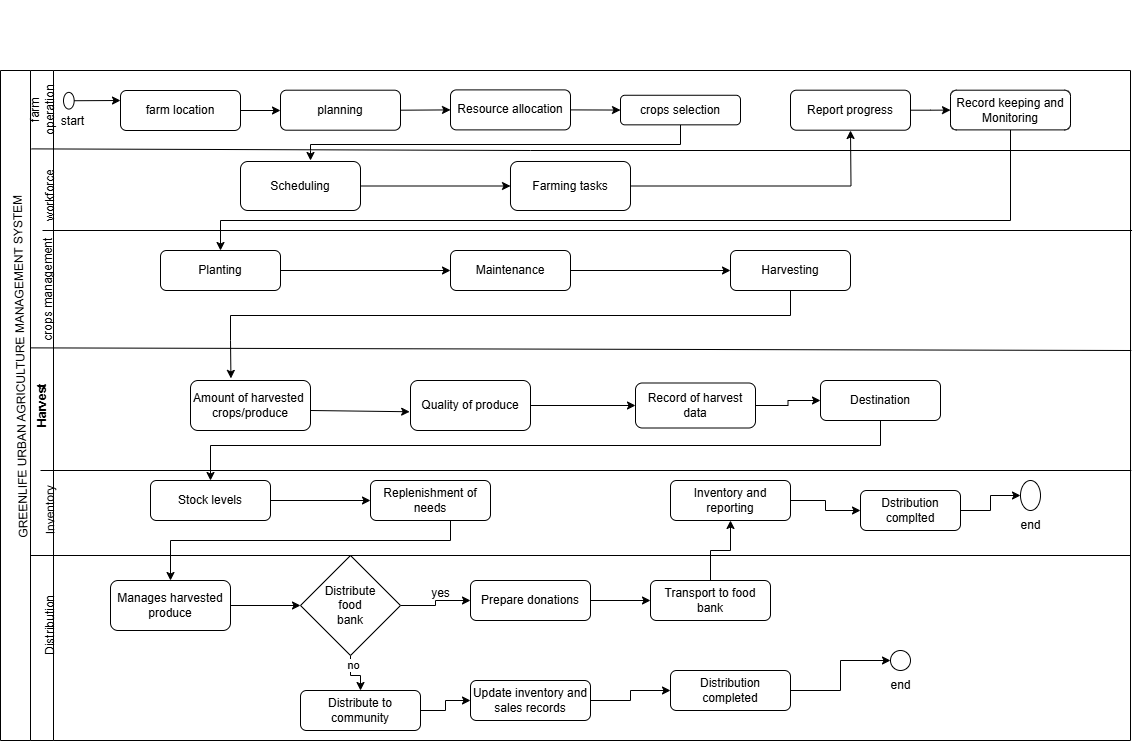 GREENLIFE URBAN AGRICULTURE MANAGEMENT SYSTEM
farm
operation
start
farm location
planning
Resource allocation
crops selection
Report progress
Record keeping and
Monitoring
workforce
Scheduling
Farming tasks
crops management
Planting
Maintenance
Harvesting
Harvest
Amount of harvested
crops/produce
Quality of produce
Record of harvest
data
Destination
Inventory
Stock levels
Replenishment of
needs
Inventory and
reporting
Dstribution
complted
end
Distribution
Manages harvested
produce
Distribute
food
bank
yes
Prepare donations
Transport to food
bank
no
Distribute to
community
Update inventory and
sales records
Distribution
completed
end